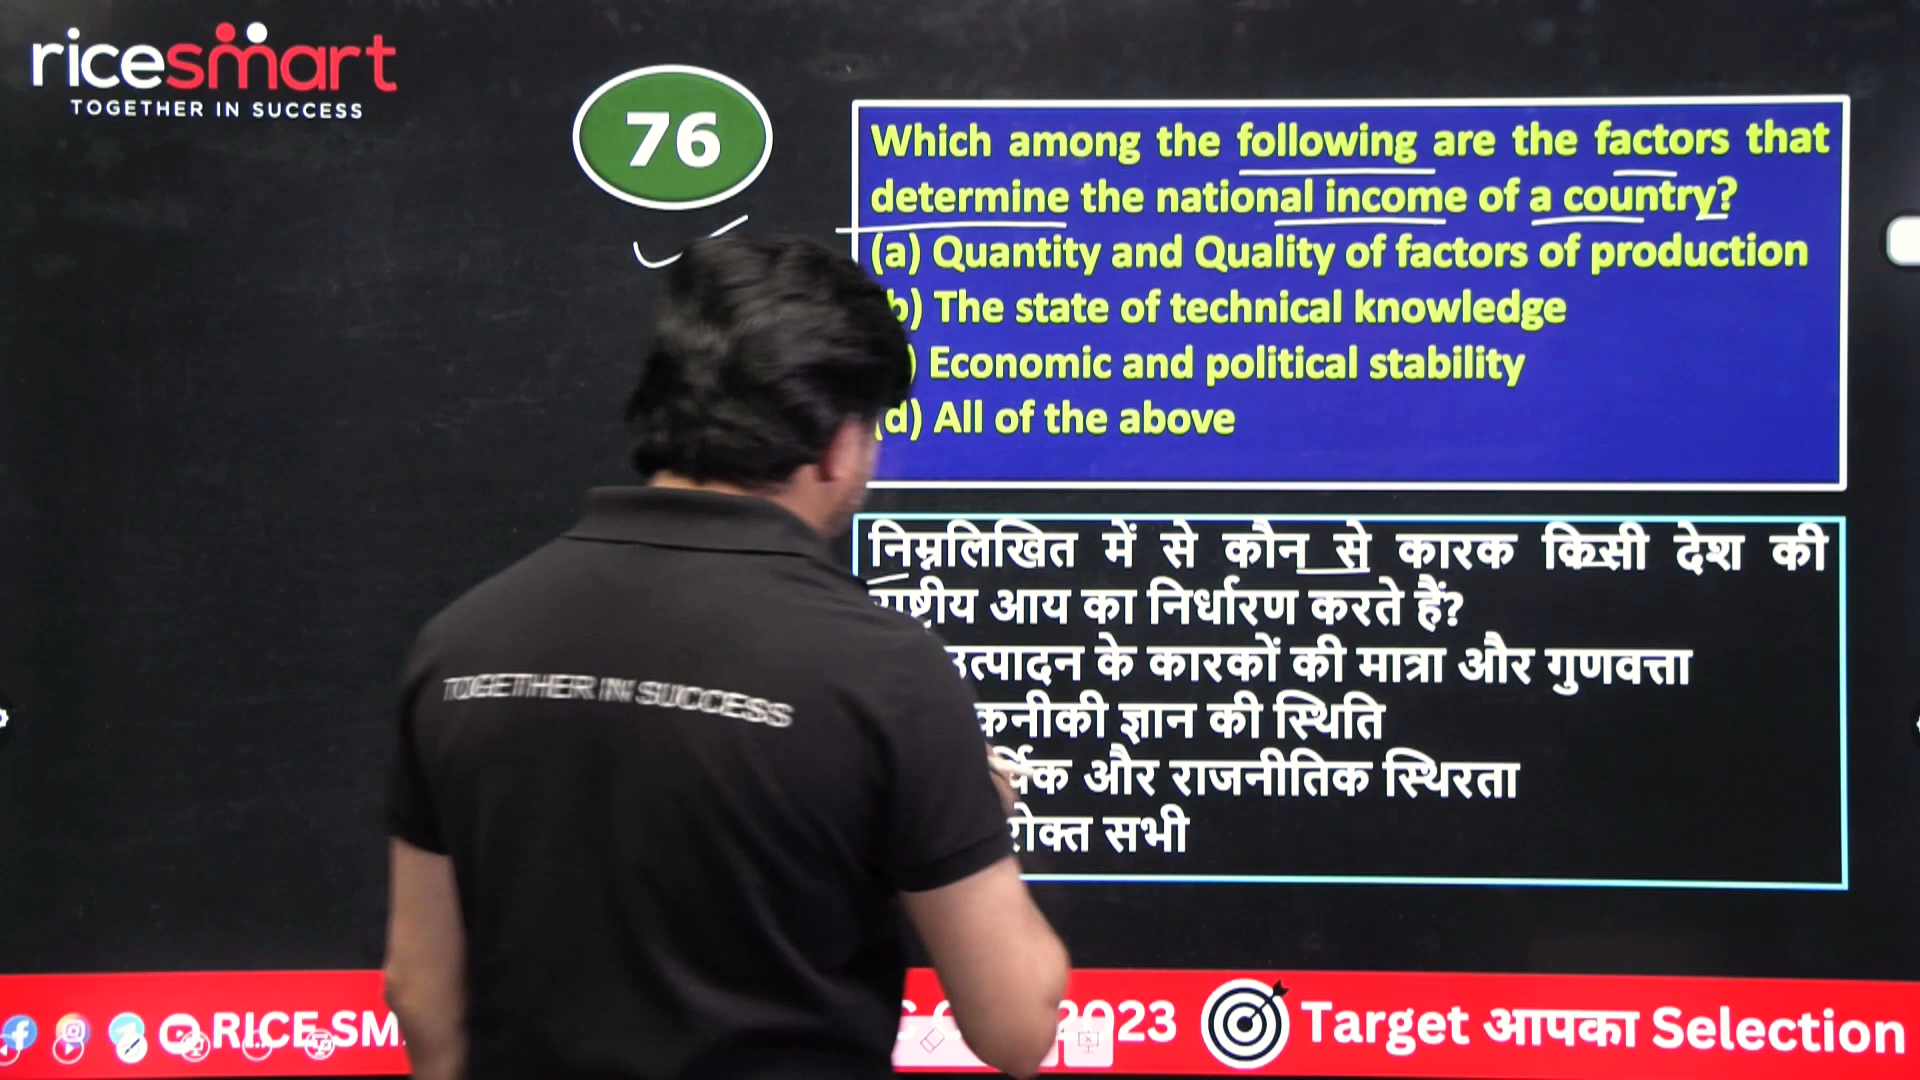 ricesmart
TOGETHER IN SUCCESS
76
Which among the following are the factors that
determine the national income of a country?
(a) Quantity and Quality of factors of production
b) The state of technical knowledge
) Economic and political stability
(d) All of the above
निम्नलिखित में से कौन से कारक किसी देश की
राष्ट्रीय आय का निर्धारण करते हैं?
उत्पादन के कारकों की मात्रा और गुणवत्ता
ज्ञान की स्थिति
और राजनीतिक स्थिरता
सभी
TOGETHER IN SUCCESS
RICE SM
2023
Target आपका Selection